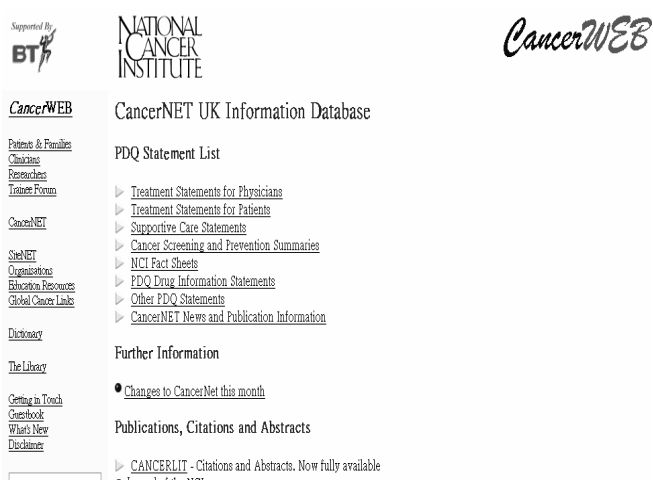 Supported By
BT
NATIONAL
CANCER
INSTITUTE
CancerWEB
CancerWEB
Patients & Families
Clinicians
Researchers
Trainee Forum
CancerNET
SiteNET
Organisations
Education Resources
Global Cancer Links
Dictionary
The Library
Getting in Touch
Guestbook
What's New
Disclaimer
CancerNET UK Information Database
PDQ Statement List
Treatment Statements for Physicians
Treatment Statements for Patients
Supportive Care Statements
Cancer Screening and Prevention Summaries
NCI Fact Sheets
PDQ Drug Information Statements
Other PDQ Statements
CancerNET News and Publication Information
Further Information
Changes to CancerNet this month
Publications, Citations and Abstracts
CANCERLIT - Citations and Abstracts. Now fully available